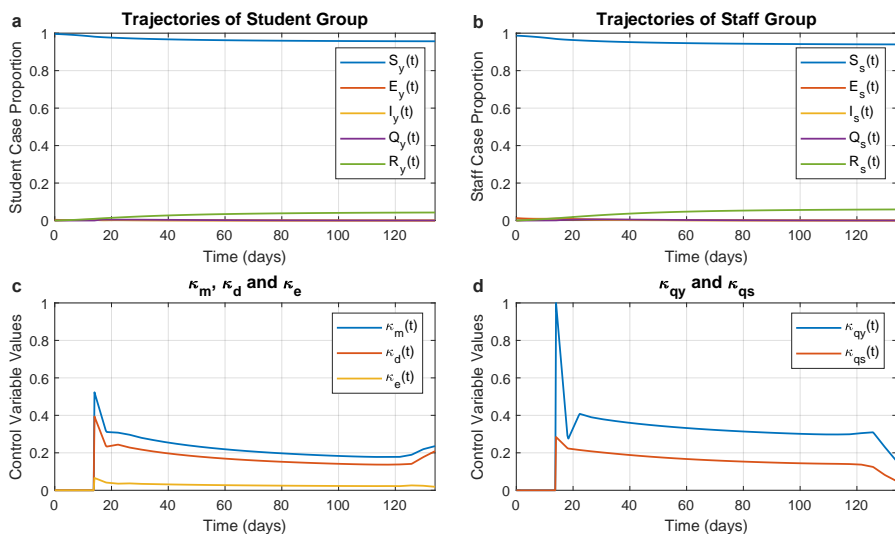 a
Trajectories of Student Group
Student Case Proportion
1
0.8
0.6
0.4
0.2
0
S_y(t)
E_y(t)
I_y(t)
Q_y(t)
R_y(t)
0 20 40 60 80 100 120
Time (days)
b
Trajectories of Staff Group
Staff Case Proportion
1
0.8
0.6
0.4
0.2
0
S_s(t)
E_s(t)
I_s(t)
Q_s(t)
R_s(t)
0 20 40 60 80 100 120
Time (days)
c
κ_m, κ_d and κ_e
Control Variable Values
1
0.8
0.6
0.4
0.2
0
κ_m(t)
κ_d(t)
κ_e(t)
0 20 40 60 80 100 120
Time (days)
d
κ_qy and κ_qs
Control Variable Values
1
0.8
0.6
0.4
0.2
0
κ_qy(t)
κ_qs(t)
0 20 40 60 80 100 120
Time (days)